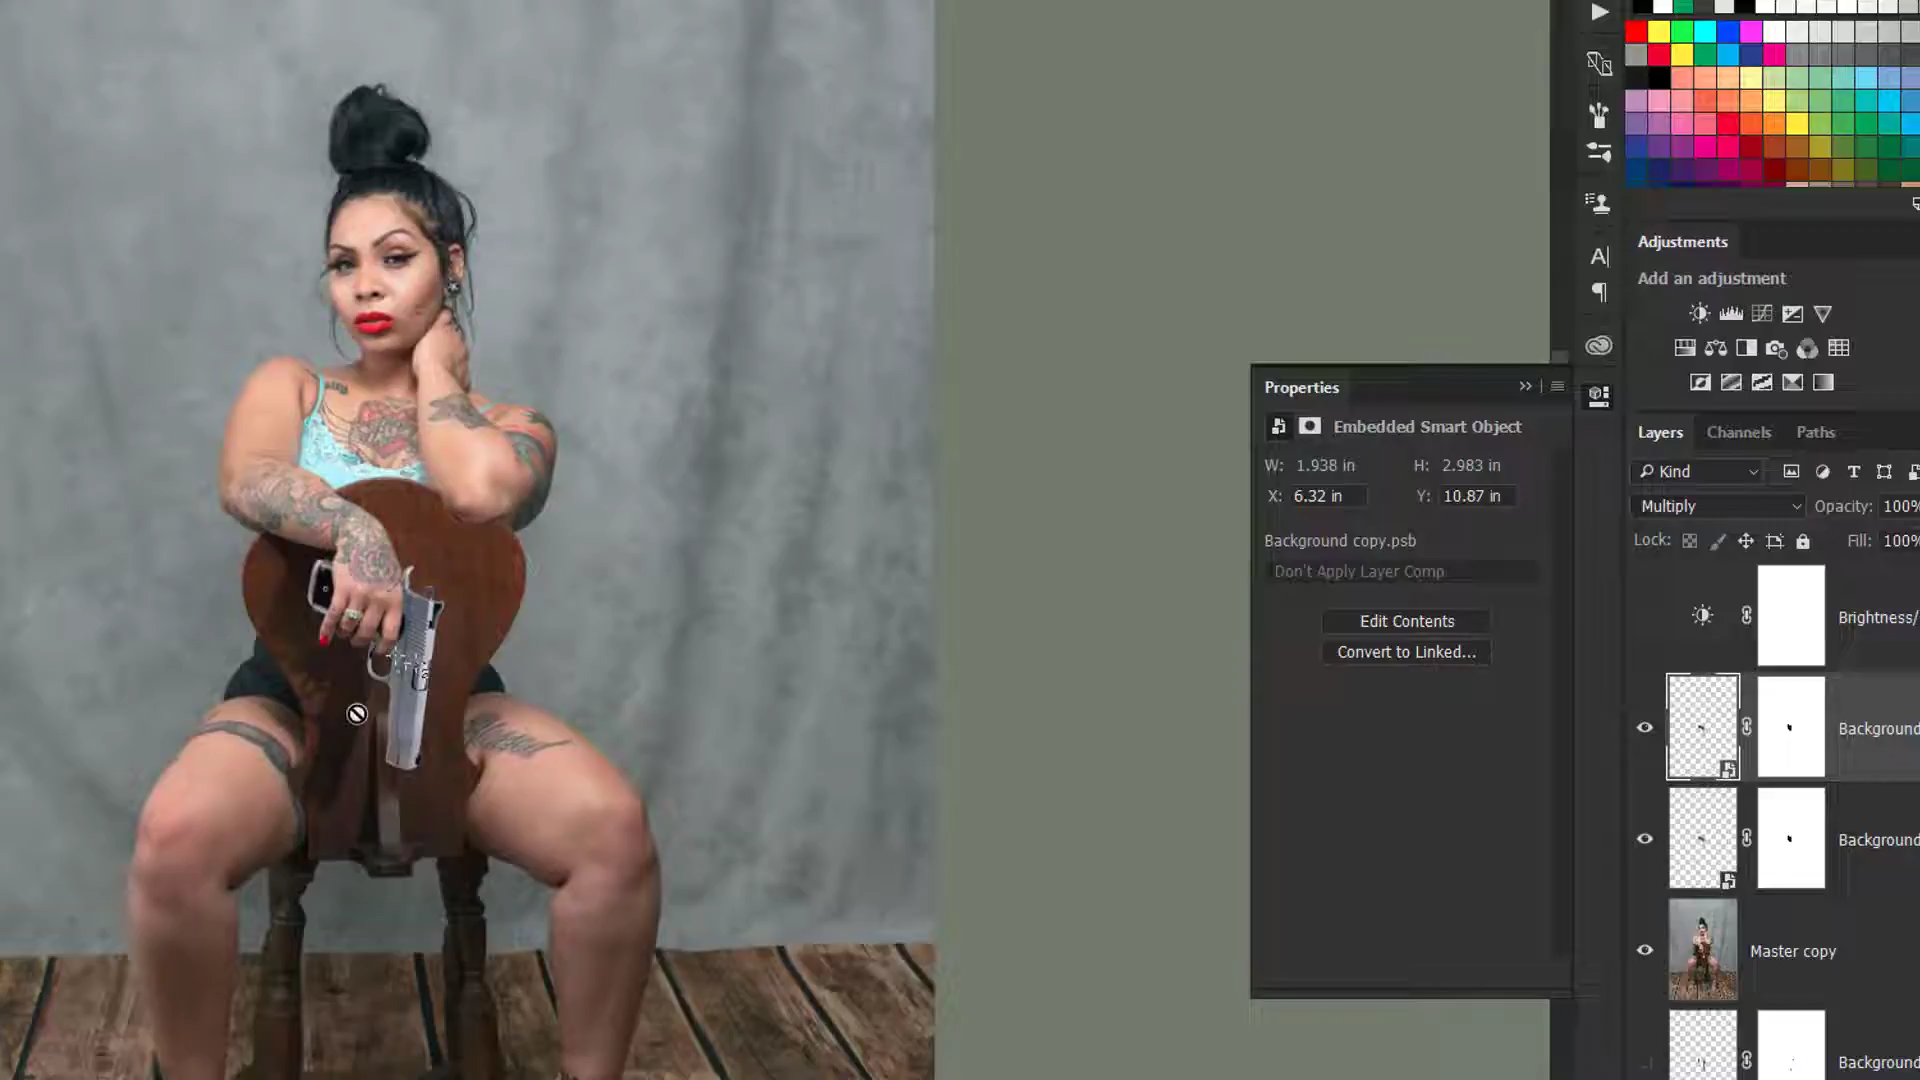 Adjustments
Add an adjustment
Properties
Embedded Smart Object
W: 1.938 in H: 2.983 in
X: 6.32 in Y: 10.87 in
Background copy.psb
Don't Apply Layer Comp
Edit Contents
Convert to Linked...
Layers Channels Paths
Kind
Multiply Opacity: 100%
Lock: Fill: 100%
Brightness/
Background
Background
Master copy
Background